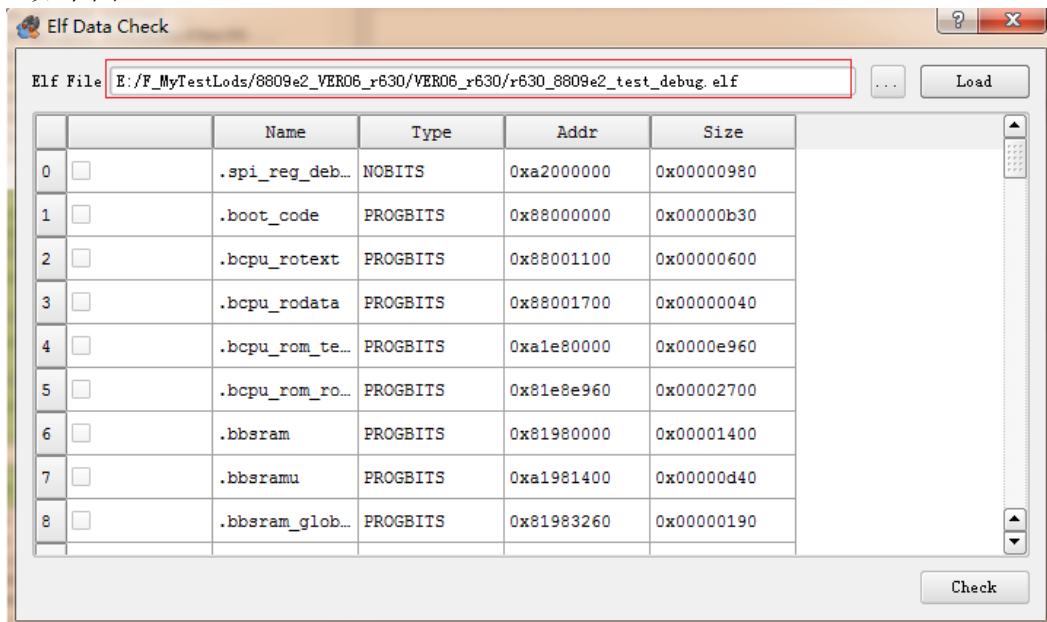 Elf Data Check
Elf File E:/F_MyTestLods/8809e2_VER06_r630/VER06_r630/r630_8809e2_test_debug.elf ... Load
Name Type Addr Size
0 .spi_reg_deb... NOBITS 0xa2000000 0x00000980
1 .boot_code PROGBITS 0x88000000 0x00000b30
2 .bcpu_rotext PROGBITS 0x88001100 0x00000600
3 .bcpu_rodata PROGBITS 0x88001700 0x00000040
4 .bcpu_rom_te... PROGBITS 0xa1e80000 0x0000e960
5 .bcpu_rom_ro... PROGBITS 0x81e8e960 0x00002700
6 .bbsram PROGBITS 0x81980000 0x00001400
7 .bbsramu PROGBITS 0xa1981400 0x00000d40
8 .bbsram_glob... PROGBITS 0x81983260 0x00000190
Check